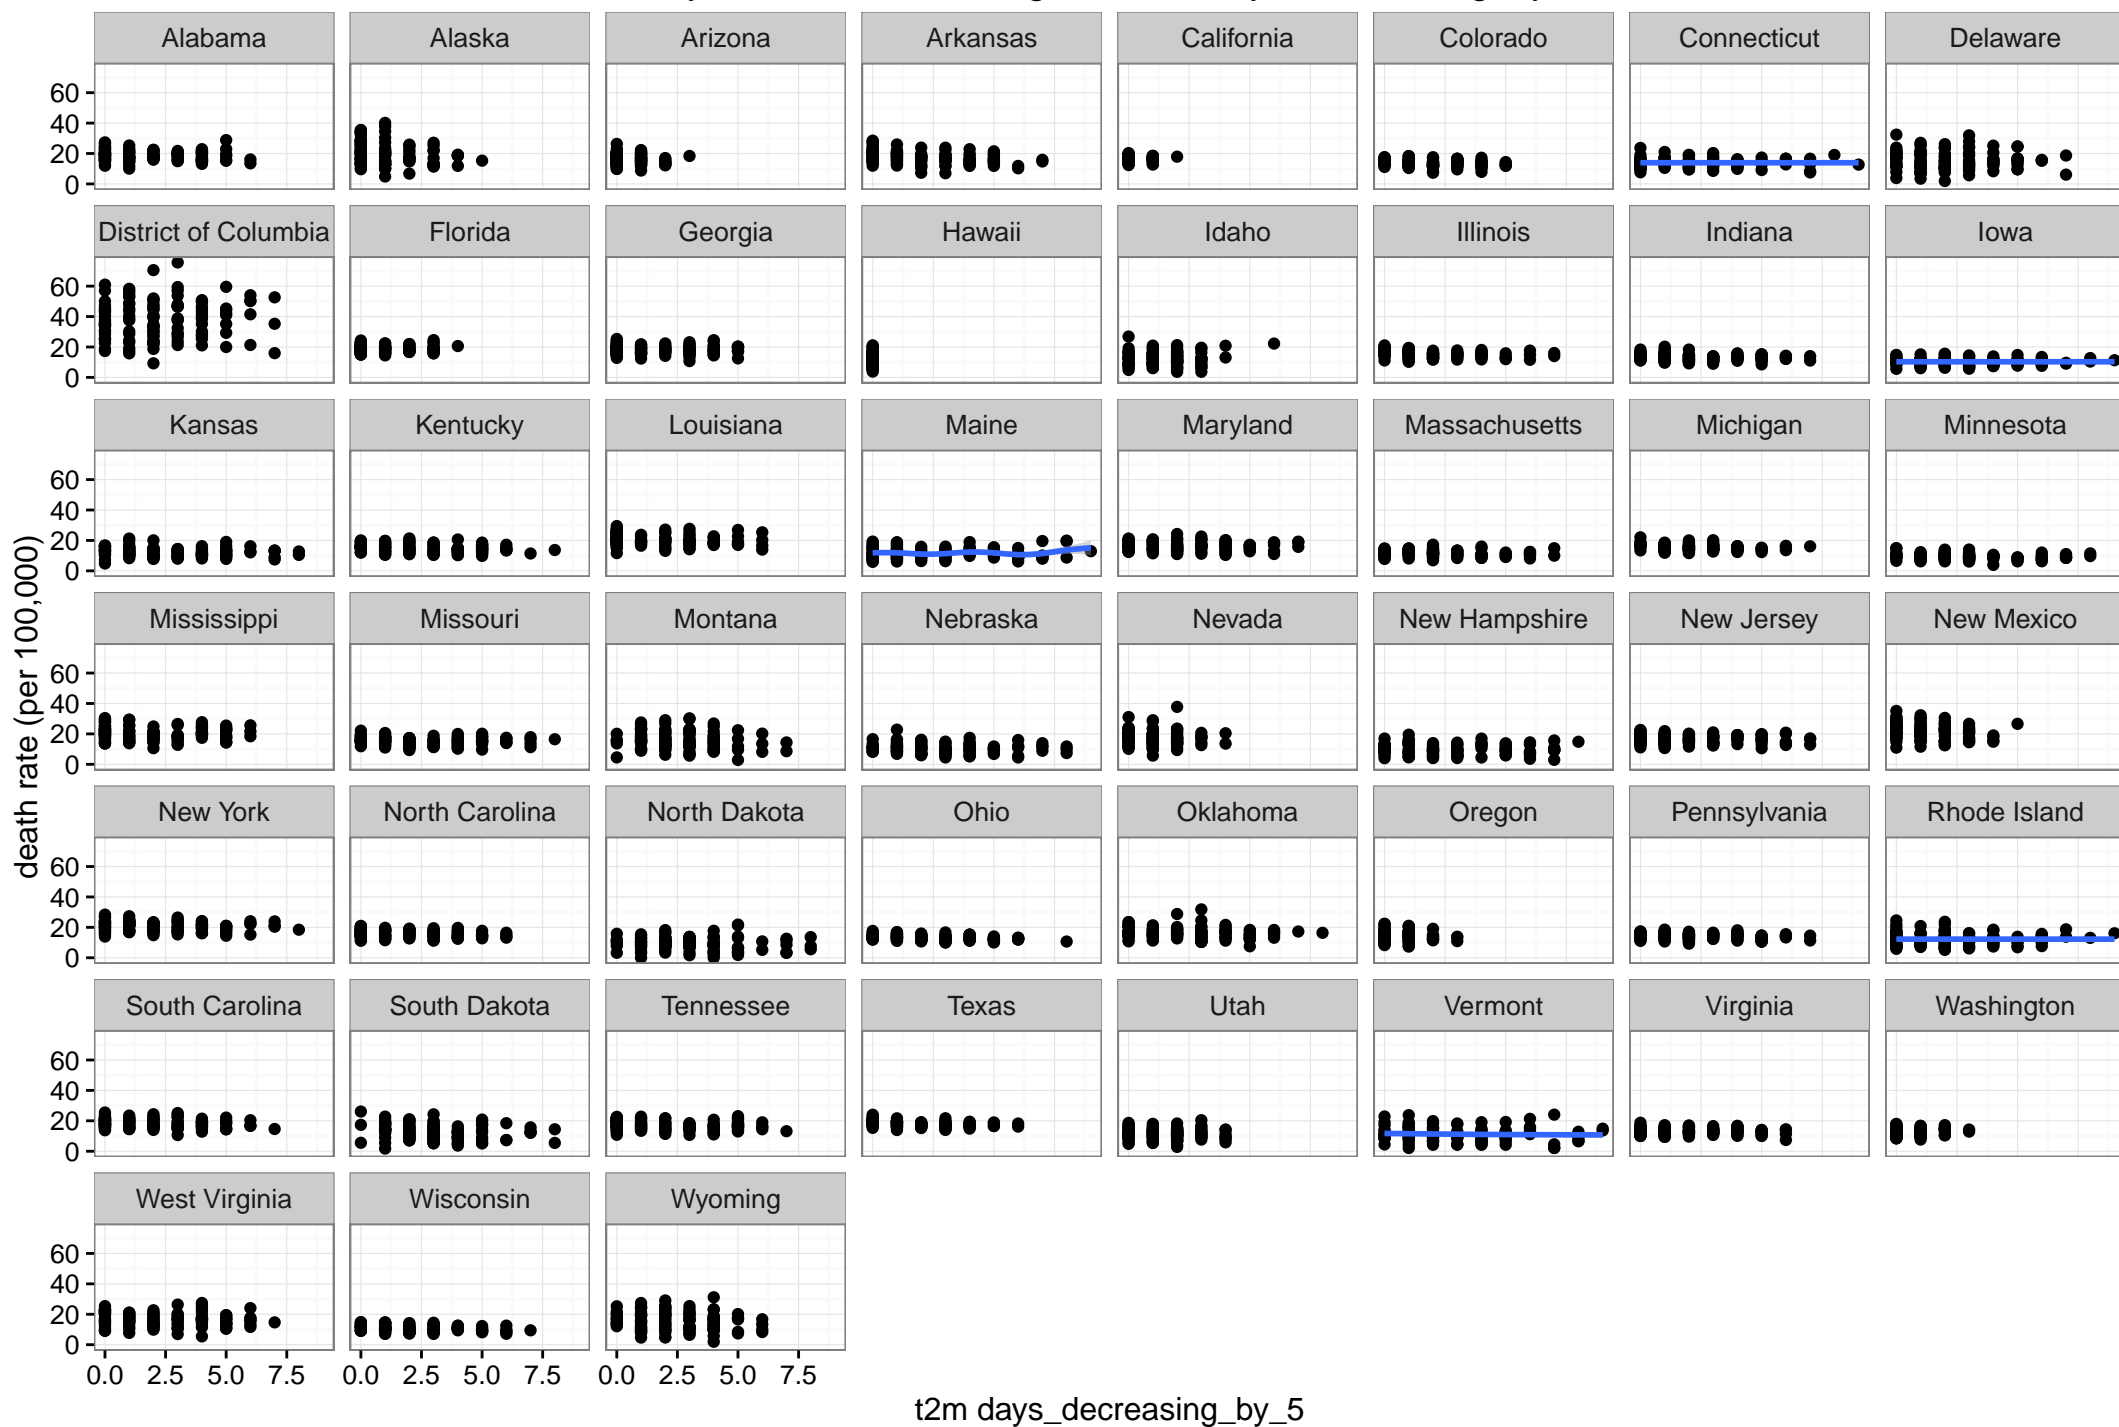 Alabama Alaska Arizona Arkansas California Colorado Connecticut Delaware
60
40
20
0
District of Columbia Florida Georgia Hawaii Idaho Illinois Indiana Iowa
60
40
20
0
Kansas Kentucky Louisiana Maine Maryland Massachusetts Michigan Minnesota
60
40
20
0
death rate (per 100,000)
Mississippi Missouri Montana Nebraska Nevada New Hampshire New Jersey New Mexico
60
40
20
0
New York North Carolina North Dakota Ohio Oklahoma Oregon Pennsylvania Rhode Island
60
40
20
0
South Carolina South Dakota Tennessee Texas Utah Vermont Virginia Washington
60
40
20
0
West Virginia Wisconsin Wyoming
60
40
20
0
0.0 2.5 5.0 7.5 0.0 2.5 5.0 7.5 0.0 2.5 5.0 7.5
t2m days_decreasing_by_5